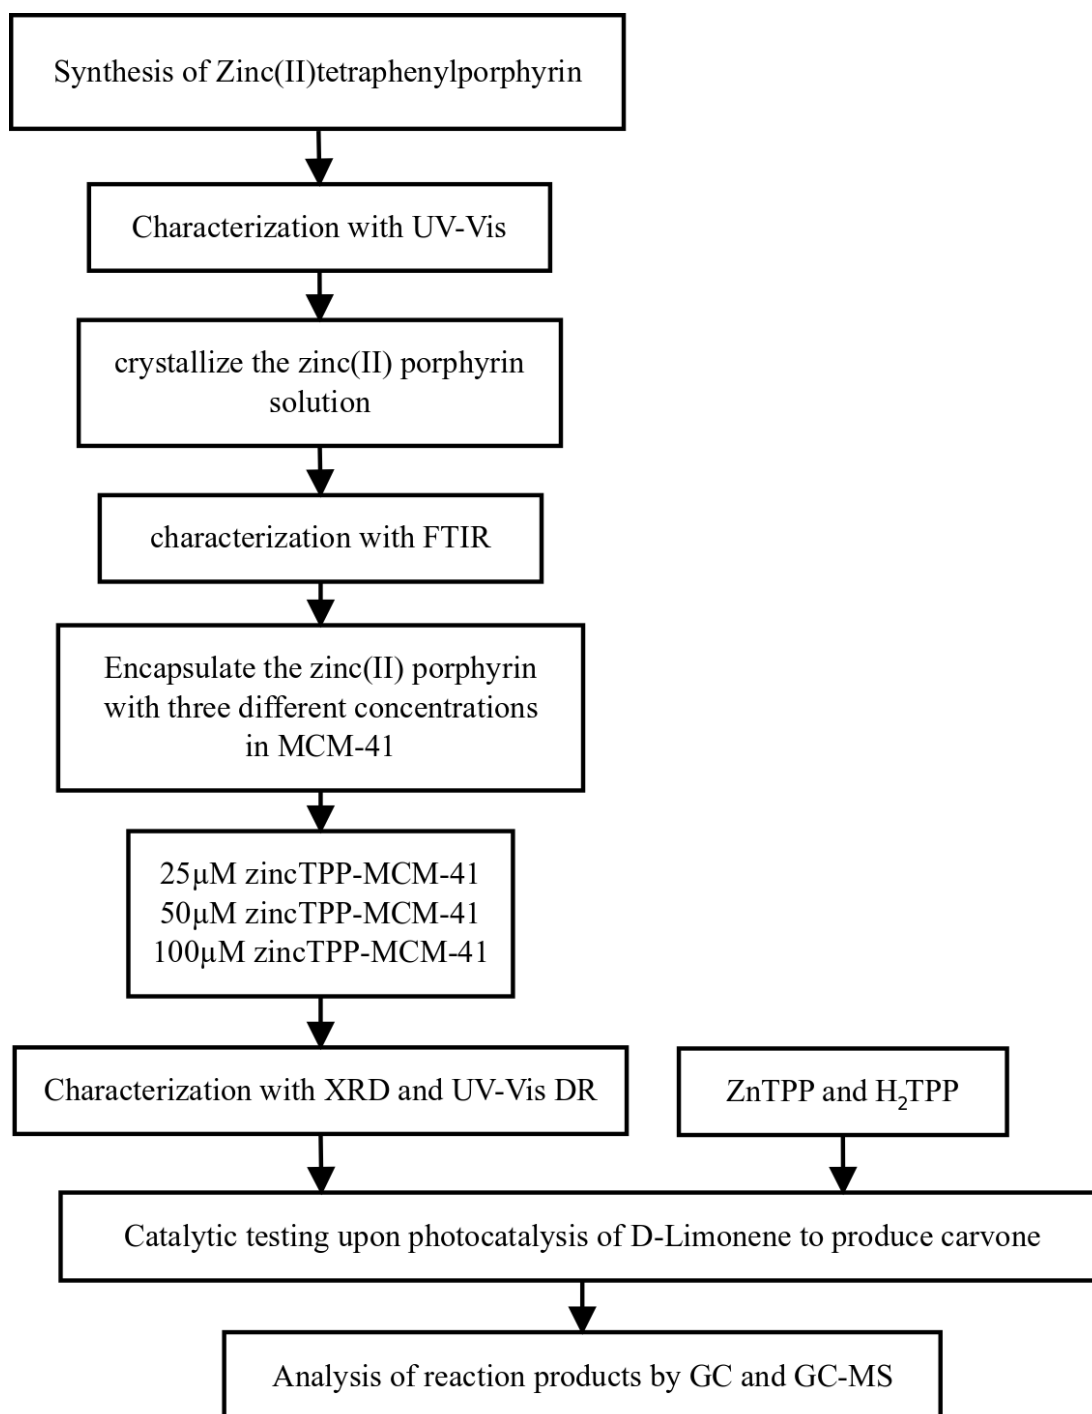 Synthesis of Zinc(II)tetraphenylporphyrin
Characterization with UV-Vis
crystallize the zinc(II) porphyrin
solution
characterization with FTIR
Encapsulate the zinc(II) porphyrin
with three different concentrations
in MCM-41
25µM zincTPP-MCM-41
50µM zincTPP-MCM-41
100µM zincTPP-MCM-41
Characterization with XRD and UV-Vis DR
ZnTPP and H₂TPP
Catalytic testing upon photocatalysis of D-Limonene to produce carvone
Analysis of reaction products by GC and GC-MS